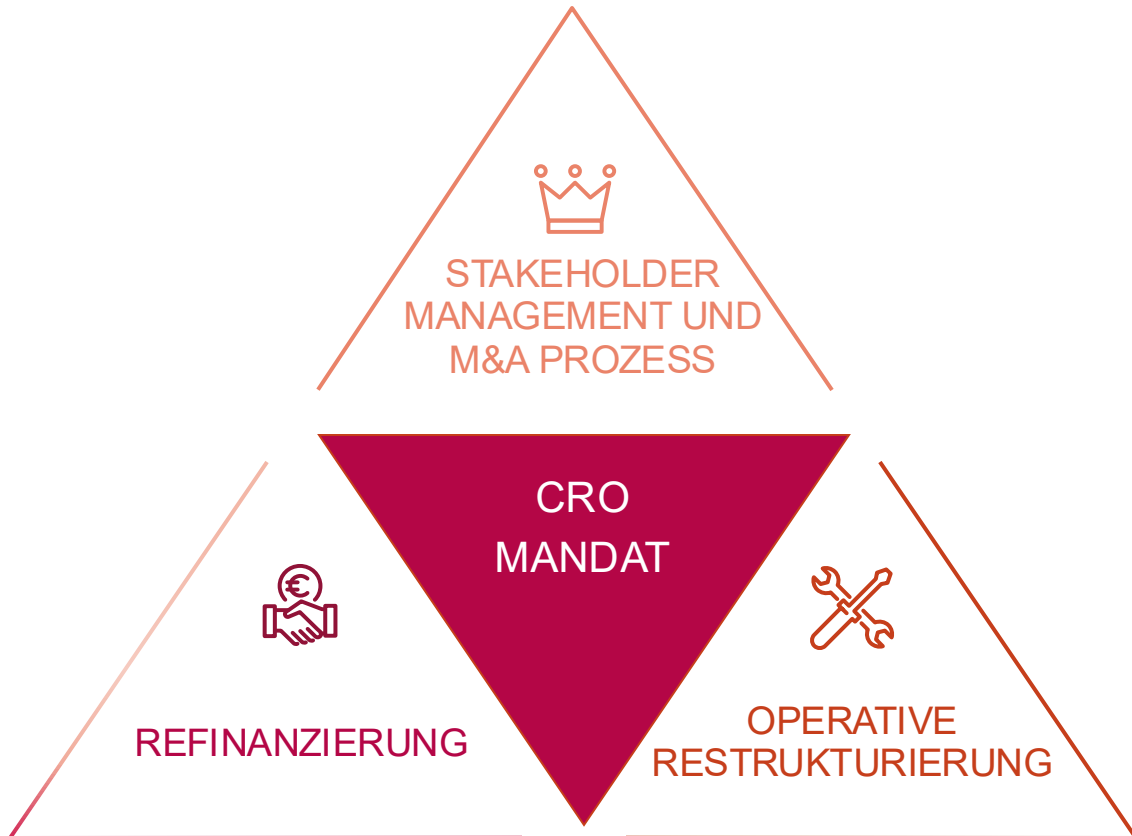 STAKEHOLDER
MANAGEMENT UND
M&A PROZESS
CRO
MANDAT
€
REFINANZIERUNG
OPERATIVE
RESTRUKTURIERUNG